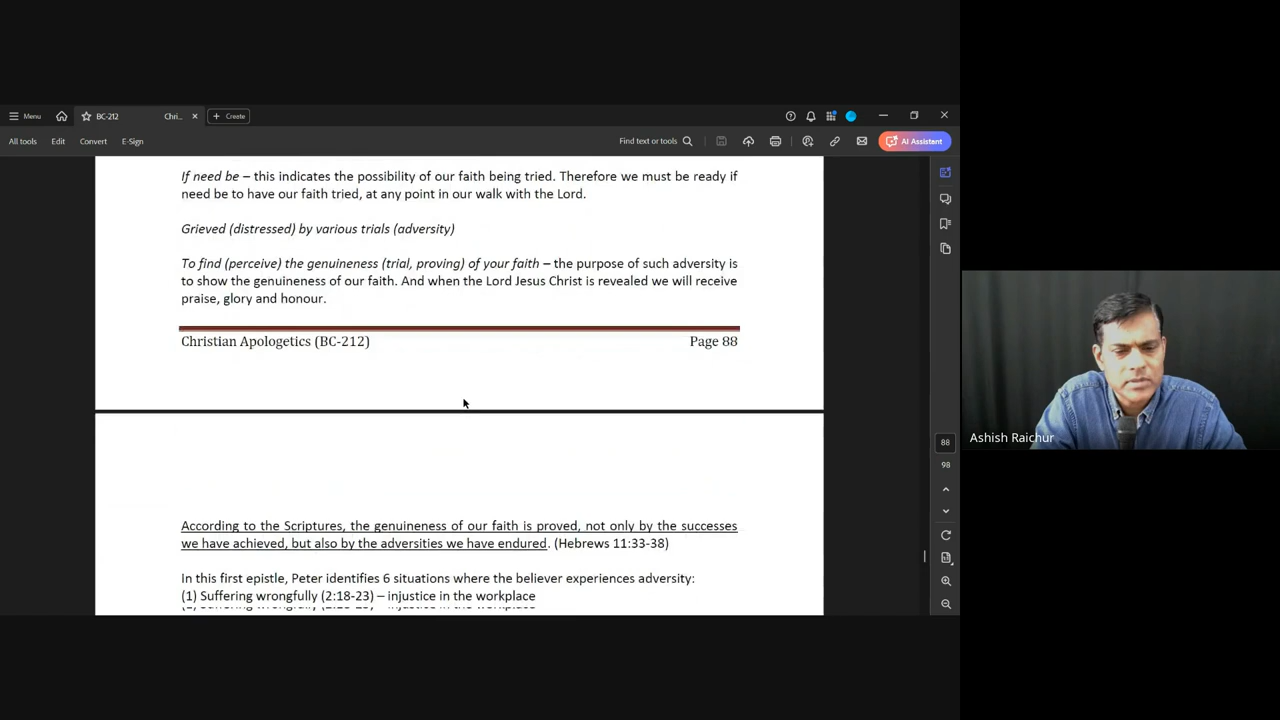 Menu
BC-212
Chri...
Create
All tools
Edit
Convert
E-Sign
Find text or tools
AI Assistant
If need be – this indicates the possibility of our faith being tried. Therefore we must be ready if
need be to have our faith tried, at any point in our walk with the Lord.
Grieved (distressed) by various trials (adversity)
To find (perceive) the genuineness (trial, proving) of your faith – the purpose of such adversity is
to show the genuineness of our faith. And when the Lord Jesus Christ is revealed we will receive
praise, glory and honour.
Christian Apologetics (BC-212)
Page 88
According to the Scriptures, the genuineness of our faith is proved, not only by the successes
we have achieved, but also by the adversities we have endured. (Hebrews 11:33-38)
In this first epistle, Peter identifies 6 situations where the believer experiences adversity:
(1) Suffering wrongfully (2:18-23) – injustice in the workplace
88
98
Ashish Raichur